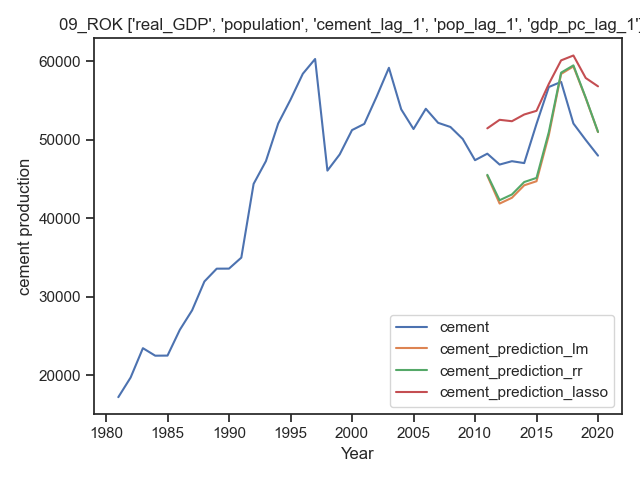 09_ROK ['real_GDP', 'population', 'cement_lag_1', 'pop_lag_1', 'gdp_pc_lag_1']
60000
50000
40000
30000
20000
cement production
1980 1985 1990 1995 2000 2005 2010 2015 2020
Year
cement
cement_prediction_lm
cement_prediction_rr
cement_prediction_lasso